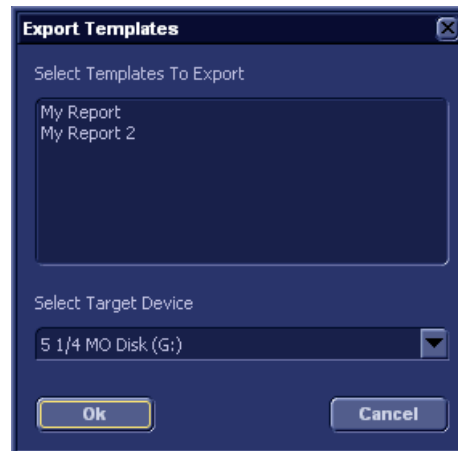 Export Templates
Select Templates To Export
My Report
My Report 2
Select Target Device
5 1/4 MO Disk (G:)
Ok
Cancel